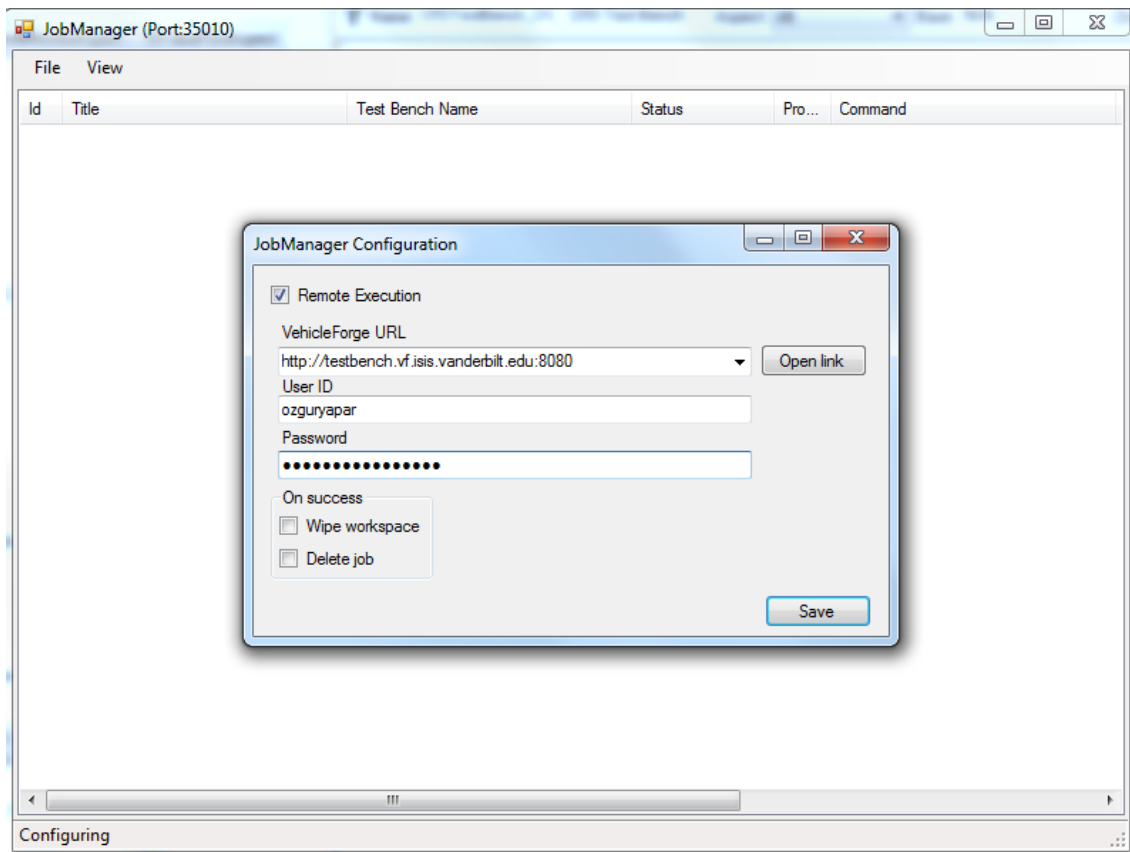 JobManager (Port:35010)
File View
Id Title Test Bench Name Status Pro... Command
JobManager Configuration
Remote Execution
VehicleForge URL
http://testbench.vf.isis.vanderbilt.edu:8080 Open link
User ID
ozguryapar
Password
●●●●●●●●●●●●●●●●
On success
Wipe workspace
Delete job
Save
Configuring